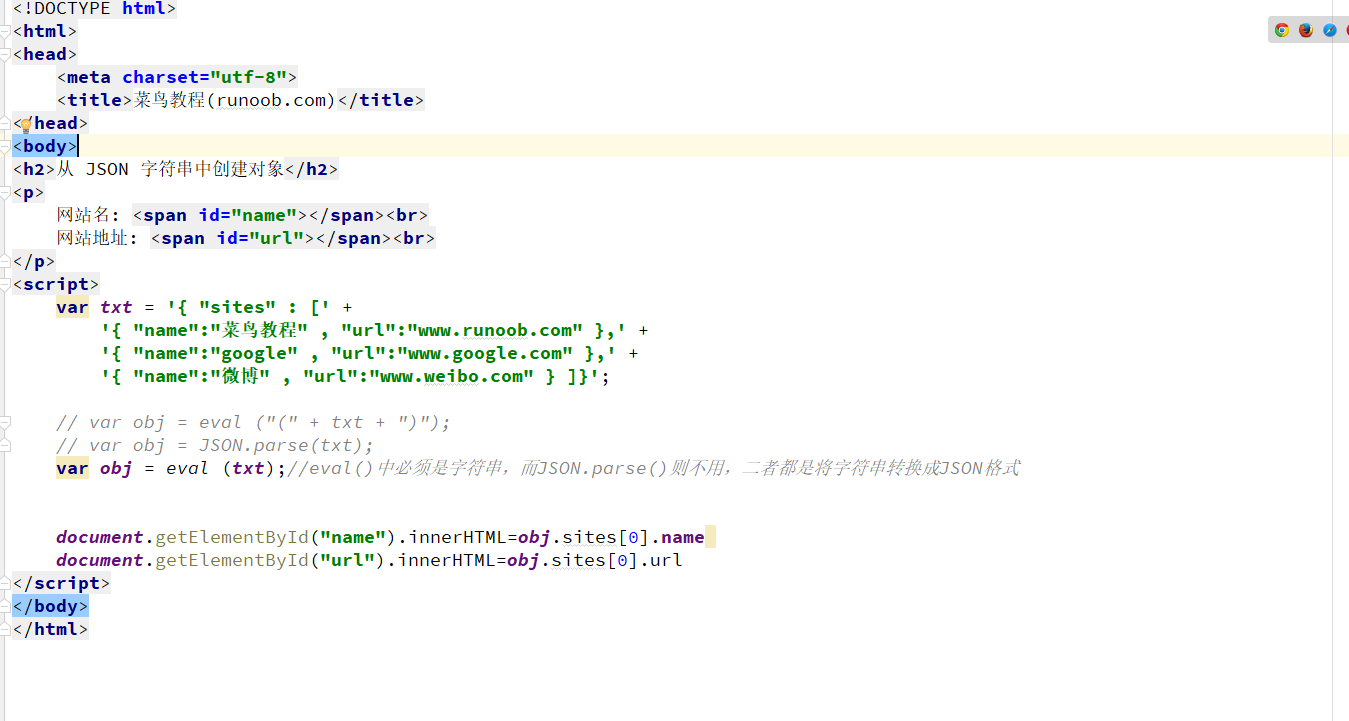 <!DOCTYPE html>
<html>
<head>
    <meta charset="utf-8">
    <title>菜鸟教程(runoob.com)</title>
</head>
<body>
<h2>从 JSON 字符串中创建对象</h2>
<p>
    网站名: <span id="name"></span><br>
    网站地址: <span id="url"></span><br>
</p>
<script>
    var txt = '{ "sites" : [' +
        '{ "name":"菜鸟教程" , "url":"www.runoob.com" },' +
        '{ "name":"google" , "url":"www.google.com" },' +
        '{ "name":"微博" , "url":"www.weibo.com" } ]}';
    // var obj = eval ("(" + txt + ")");
    // var obj = JSON.parse(txt);
    var obj = eval (txt);//eval()中必须是字符串，而JSON.parse()则不用，二者都是将字符串转换成JSON格式
    document.getElementById("name").innerHTML=obj.sites[0].name
    document.getElementById("url").innerHTML=obj.sites[0].url
</script>
</body>
</html>